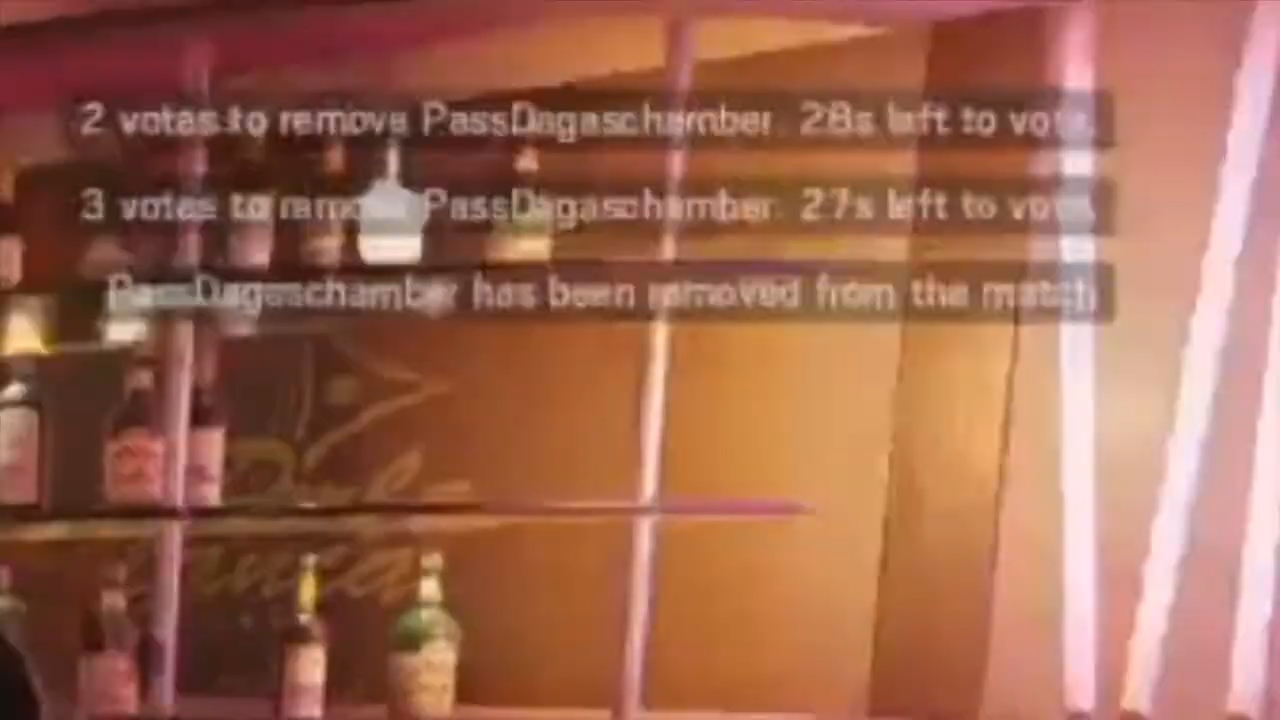 2 votes to remove PassDagaschamber. 28s left to vote.
3 votes to remove PassDagaschamber. 27s left to vote.
PassDagaschamber has been removed from the match